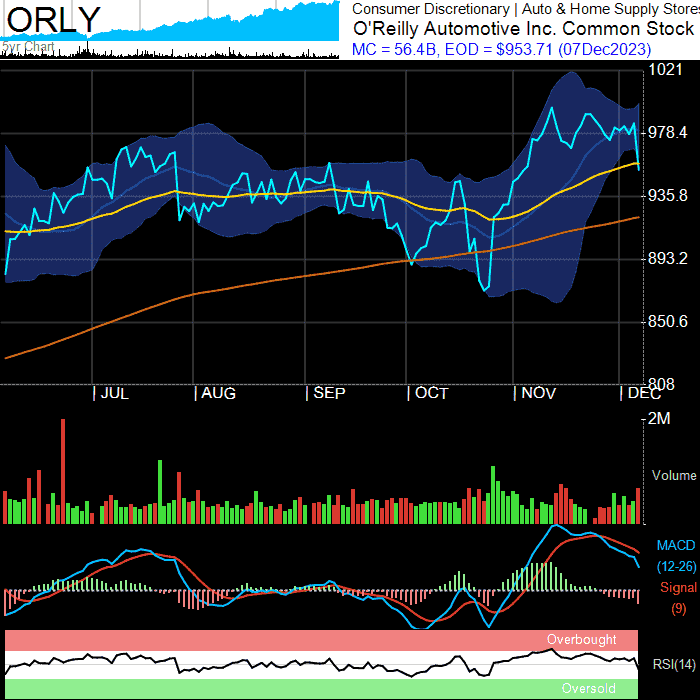 ORLY
5yr Chart
Consumer Discretionary | Auto & Home Supply Stores
O'Reilly Automotive Inc. Common Stock
MC = 56.4B, EOD = $953.71 (07Dec2023)
1021
978.4
935.8
893.2
850.6
808
JUL AUG SEP OCT NOV DEC
2M
Volume
MACD
(12-26)
Signal
(9)
Overbought
RSI(14)
Oversold